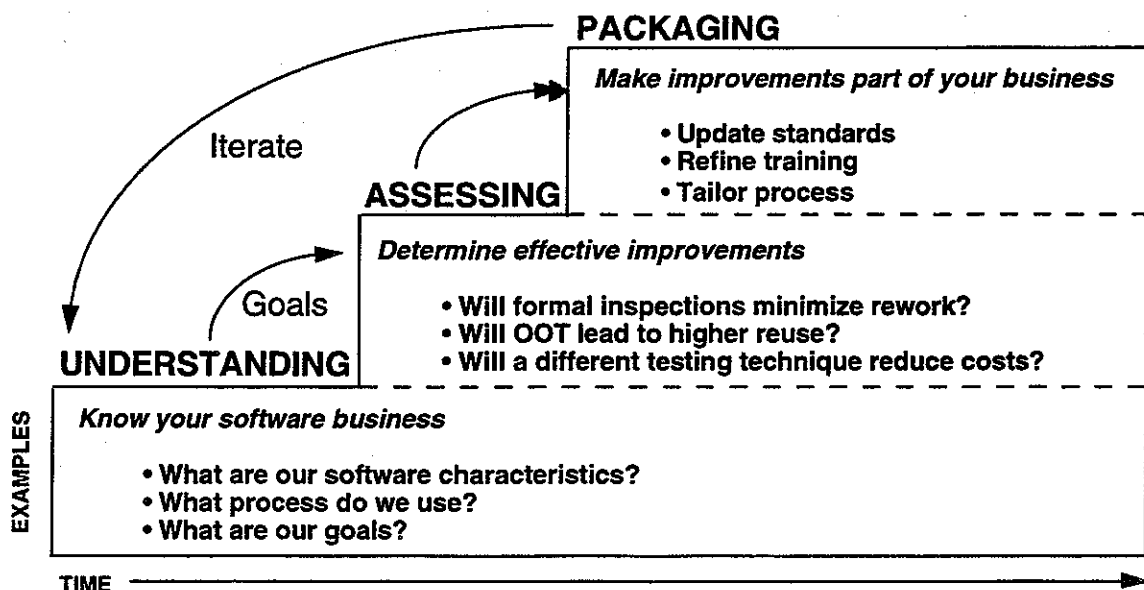 PACKAGING
Make improvements part of your business
• Update standards
• Refine training
• Tailor process
Iterate
ASSESSING
Determine effective improvements
• Will formal inspections minimize rework?
• Will OOT lead to higher reuse?
• Will a different testing technique reduce costs?
Goals
UNDERSTANDING
Know your software business
• What are our software characteristics?
• What process do we use?
• What are our goals?
EXAMPLES
TIME